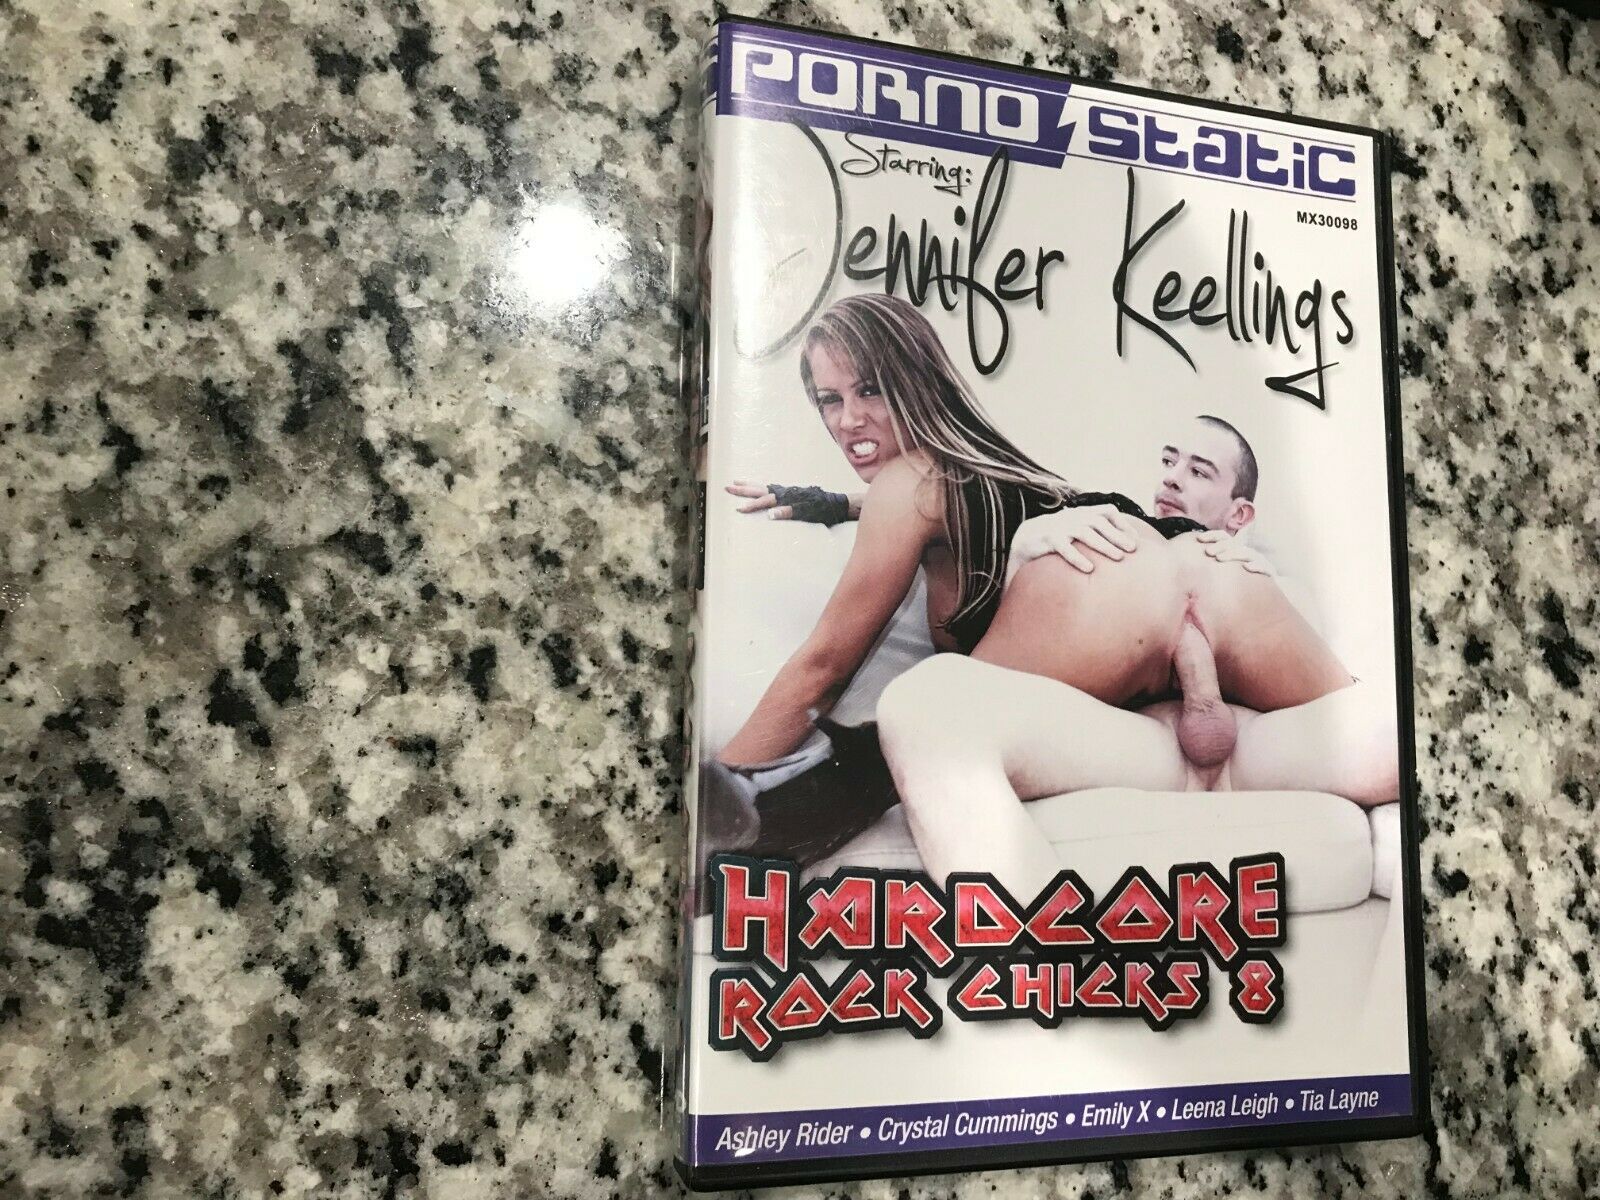 PORNO STATIC
Starring:
MX30098
Jennifer Keellings
HARDCORE
ROCK CHICKS 8
Ashley Rider • Crystal Cummings • Emily X • Leena Leigh • Tia Layne